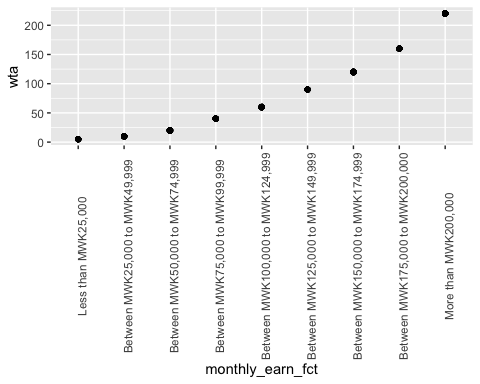 200
150
100
50
0
wta
Less than MWK25,000
Between MWK25,000 to MWK49,999
Between MWK50,000 to MWK74,999
Between MWK75,000 to MWK99,999
Between MWK100,000 to MWK124,999
Between MWK125,000 to MWK149,999
Between MWK150,000 to MWK174,999
Between MWK175,000 to MWK200,000
More than MWK200,000
monthly_earn_fct